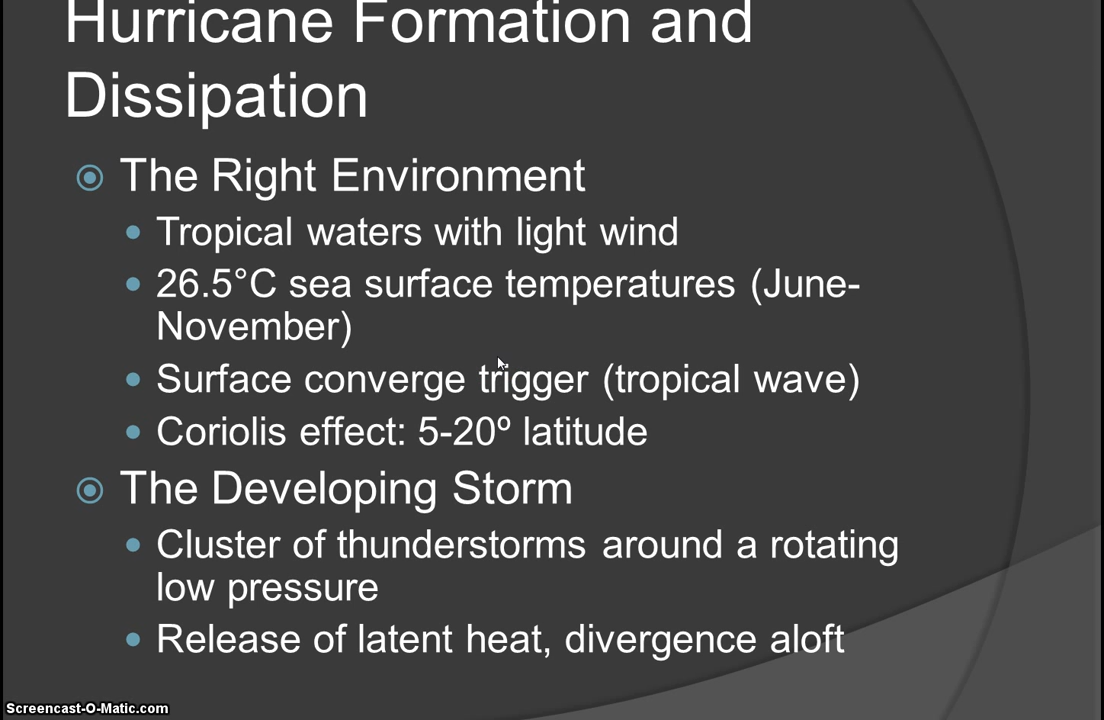 Hurricane Formation and
Dissipation
The Right Environment
Tropical waters with light wind
26.5°C sea surface temperatures (June-
November)
Surface converge trigger (tropical wave)
Coriolis effect: 5-20º latitude
The Developing Storm
Cluster of thunderstorms around a rotating
low pressure
Release of latent heat, divergence aloft
Screencast-O-Matic.com